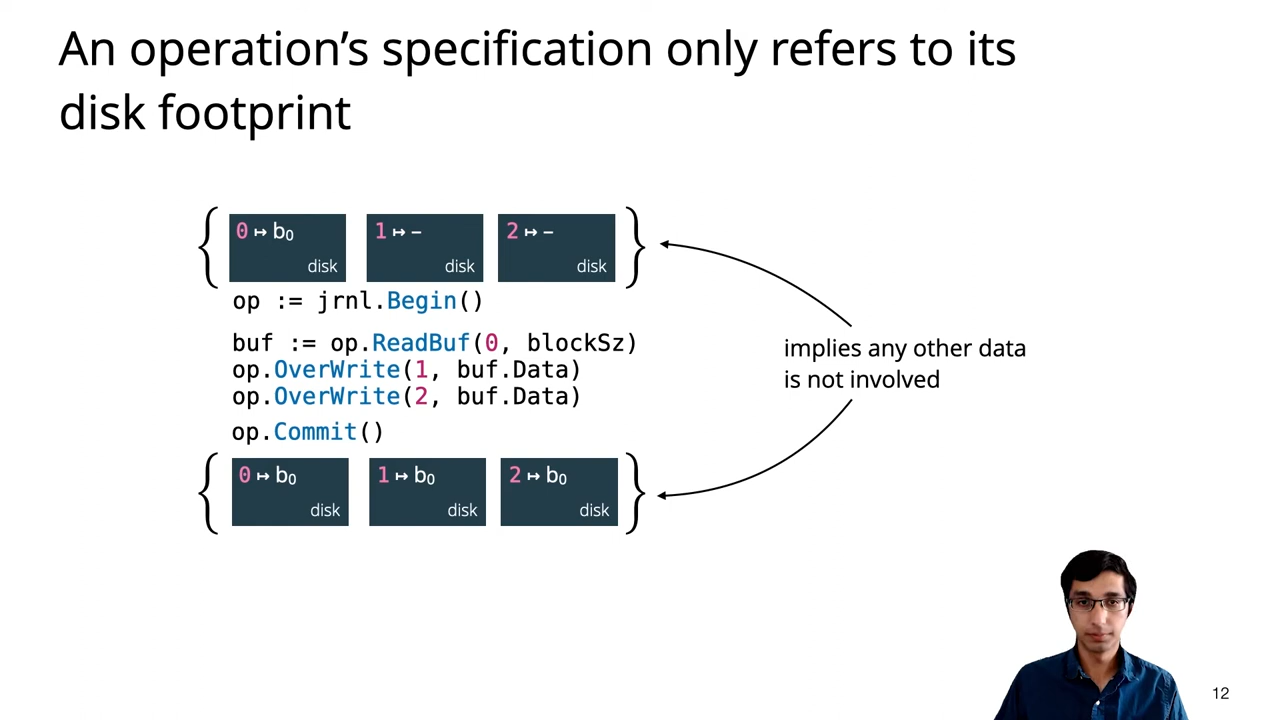 An operation’s specification only refers to its
disk footprint
{ 0 ↦ b₀ disk 1 ↦ – disk 2 ↦ – disk }
op := jrnl.Begin()
buf := op.ReadBuf(0, blockSz)
op.OverWrite(1, buf.Data)
op.OverWrite(2, buf.Data)
op.Commit()
{ 0 ↦ b₀ disk 1 ↦ b₀ disk 2 ↦ b₀ disk }
implies any other data
is not involved
12